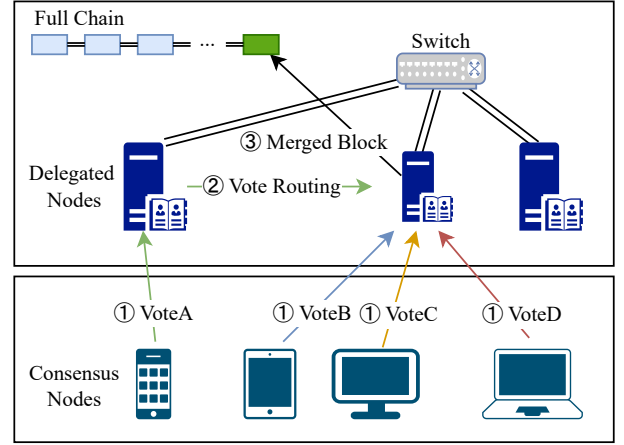 Full Chain
...
Switch
③ Merged Block
Delegated
Nodes
② Vote Routing
① VoteA
① VoteB
① VoteC
① VoteD
Consensus
Nodes